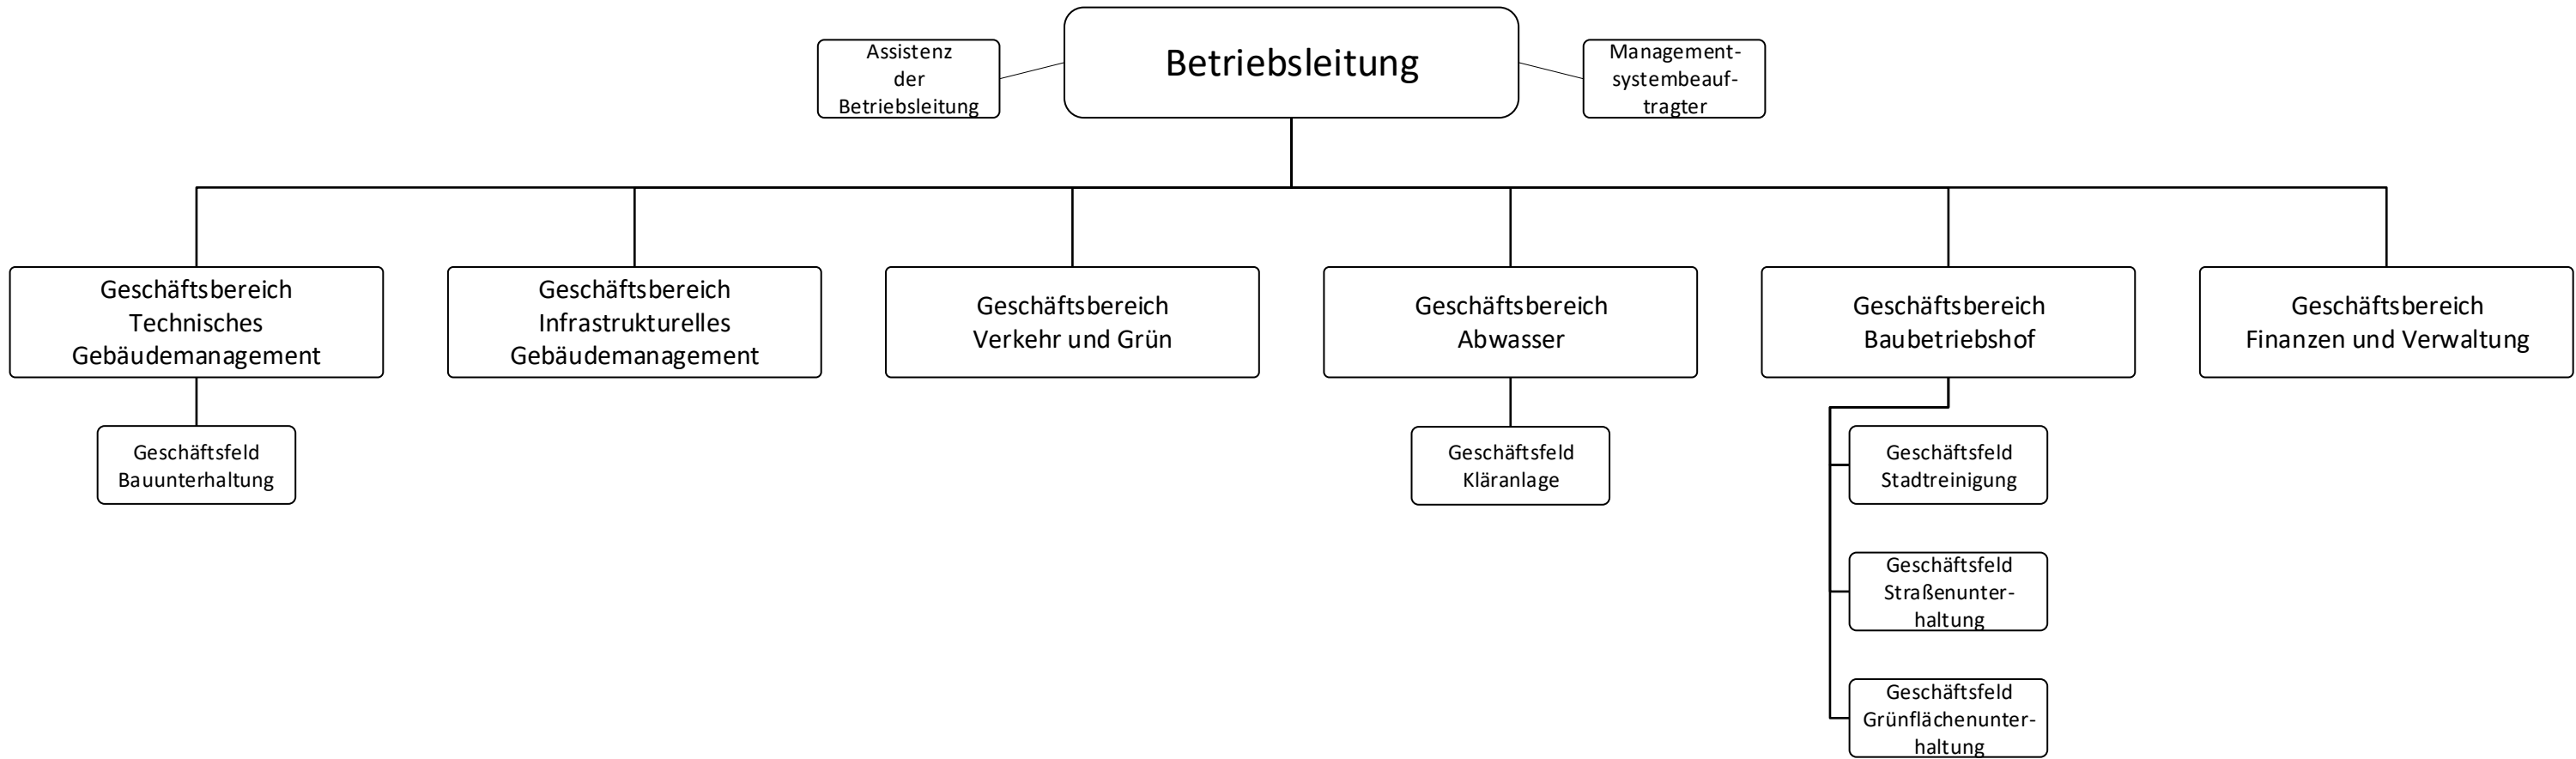 Betriebsleitung
Assistenz
der
Betriebsleitung
Management-
systembeauf-
tragter
Geschäftsbereich
Technisches
Gebäudemanagement
Geschäftsbereich
Infrastrukturelles
Gebäudemanagement
Geschäftsbereich
Verkehr und Grün
Geschäftsbereich
Abwasser
Geschäftsbereich
Baubetriebshof
Geschäftsbereich
Finanzen und Verwaltung
Geschäftsfeld
Bauunterhaltung
Geschäftsfeld
Kläranlage
Geschäftsfeld
Stadtreinigung
Geschäftsfeld
Straßenunter-
haltung
Geschäftsfeld
Grünflächenunter-
haltung